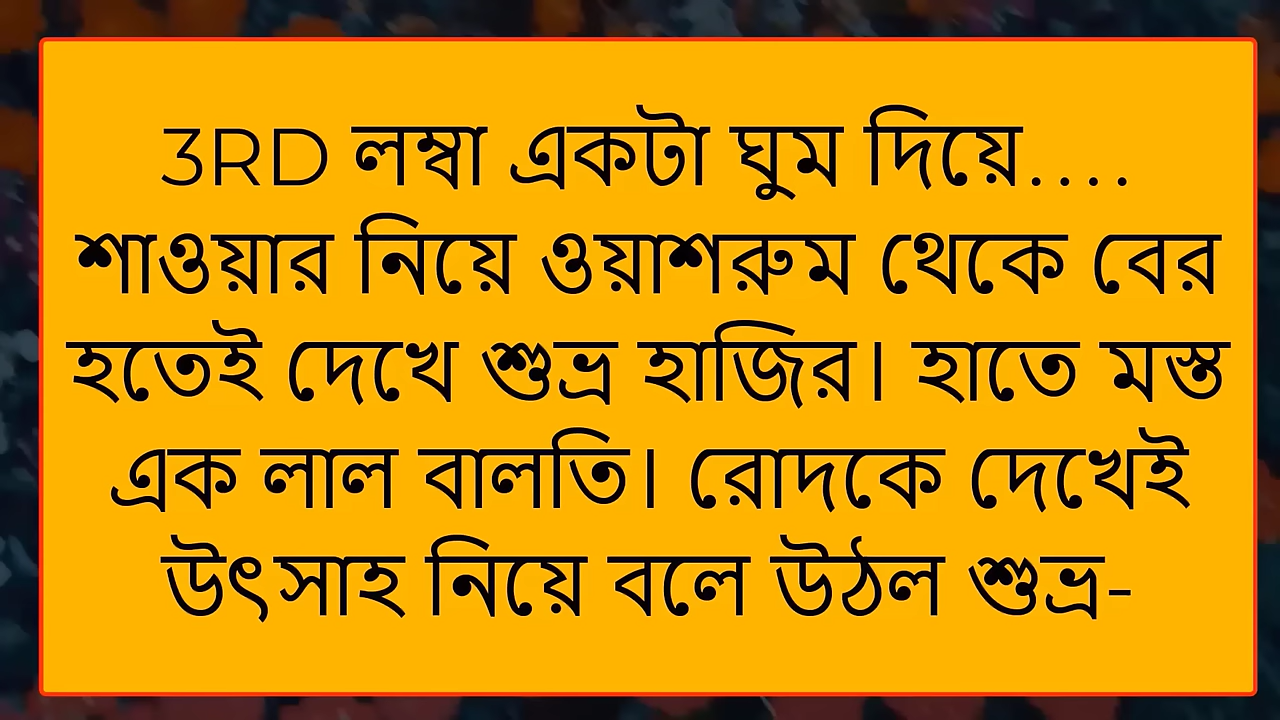 3RD লম্বা একটা ঘুম দিয়ে....
শাওয়ার নিয়ে ওয়াশরুম থেকে বের
হতেই দেখে শুভ্র হাজির। হাতে মস্ত
এক লাল বালতি। রোদকে দেখেই
উৎসাহ নিয়ে বলে উঠল শুভ্র-